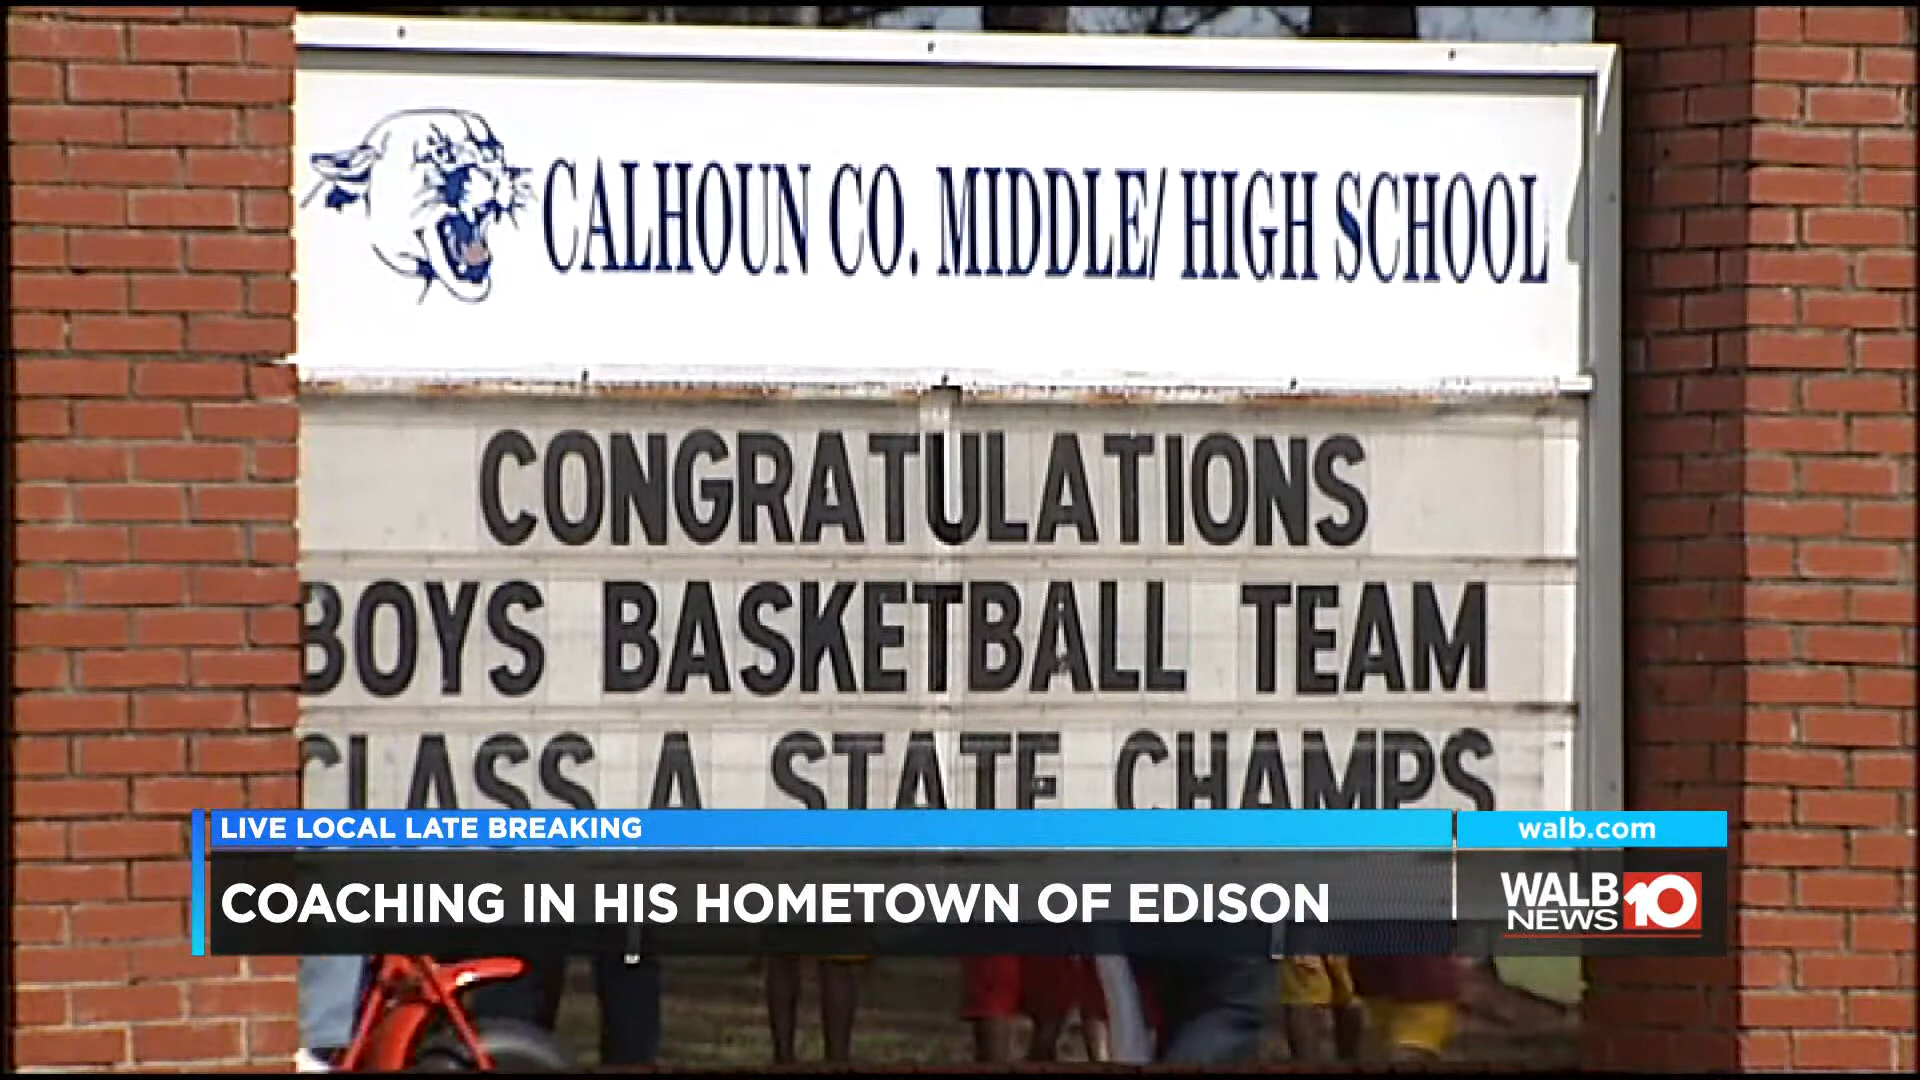 CALHOUN CO. MIDDLE/ HIGH SCHOOL
CONGRATULATIONS
BOYS BASKETBALL TEAM
CLASS A STATE CHAMPS
LIVE LOCAL LATE BREAKING
walb.com
COACHING IN HIS HOMETOWN OF EDISON
WALB
NEWS 10